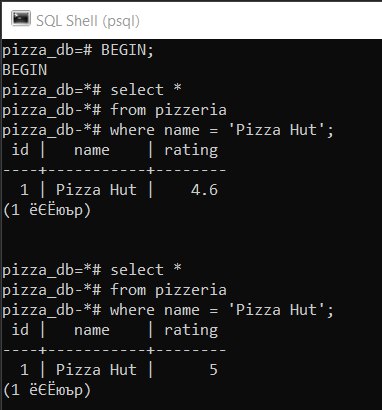 SQL Shell (psql)
pizza_db=# BEGIN;
BEGIN
pizza_db=*# select *
pizza_db-*# from pizzeria
pizza_db-*# where name = 'Pizza Hut';
 id |   name    | rating
----+-----------+--------
  1 | Pizza Hut |    4.6
(1 ёЄЁюър)
pizza_db=*# select *
pizza_db-*# from pizzeria
pizza_db-*# where name = 'Pizza Hut';
 id |   name    | rating
----+-----------+--------
  1 | Pizza Hut |      5
(1 ёЄЁюър)